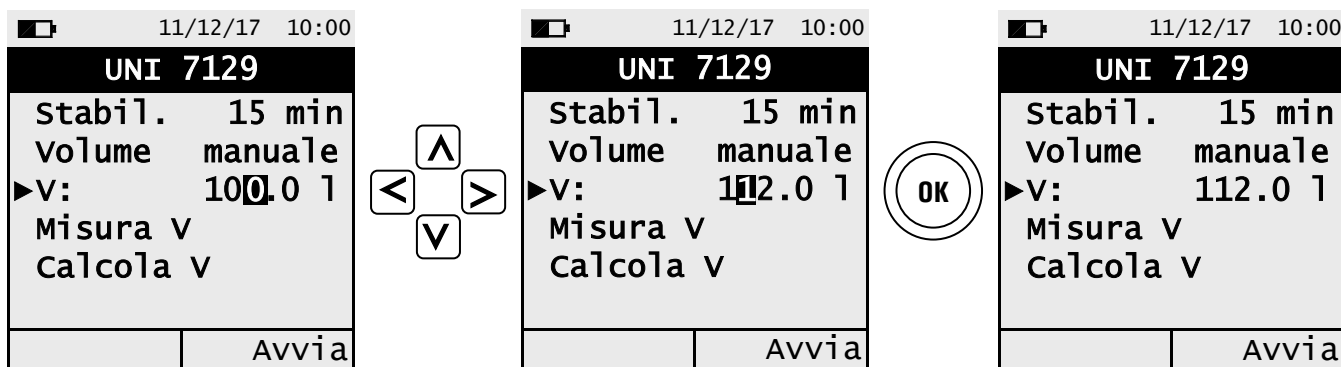 11/12/17 10:00
UNI 7129
Stabil. 15 min
Volume manuale
►V: 100.0 l
Misura V
Calcola V
Avvia
11/12/17 10:00
UNI 7129
Stabil. 15 min
Volume manuale
►V: 112.0 l
Misura V
Calcola V
Avvia
OK
11/12/17 10:00
UNI 7129
Stabil. 15 min
Volume manuale
►V: 112.0 l
Misura V
Calcola V
Avvia